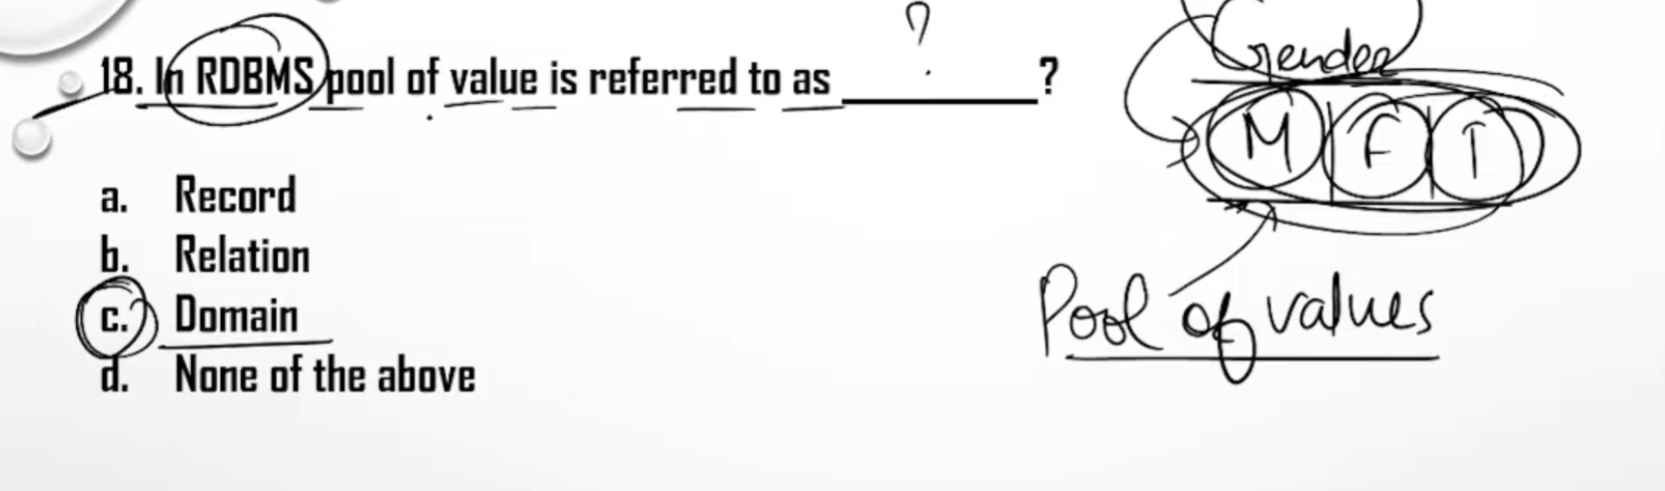 18. In RDBMS pool of value is referred to as __________?
?
a. Record
b. Relation
c. Domain
d. None of the above
Gender
M F T
Pool of values